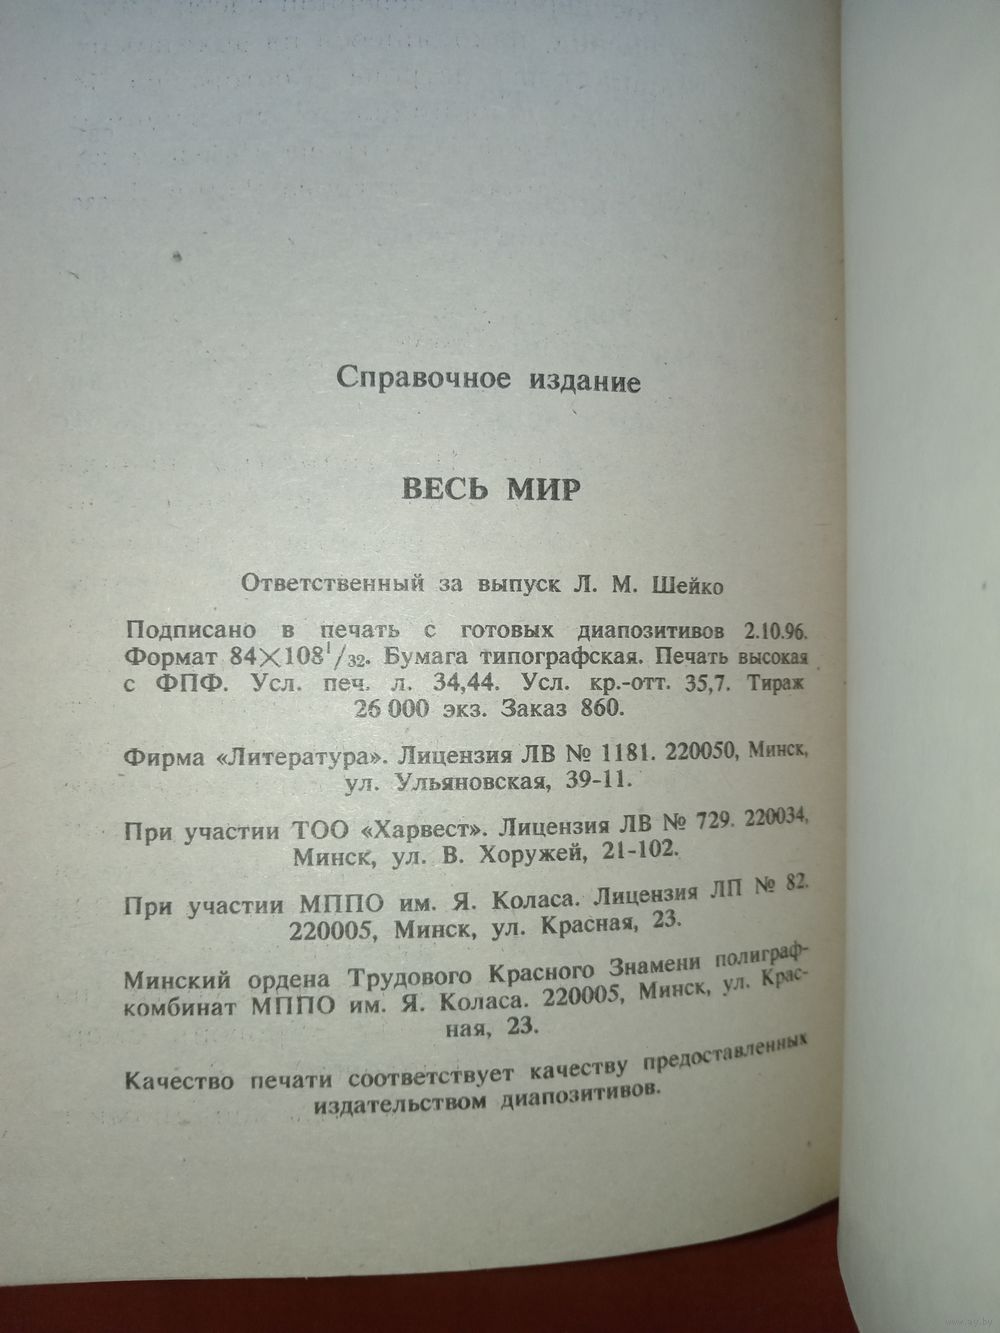 Справочное издание
ВЕСЬ МИР
Ответственный за выпуск Л. М. Шейко
Подписано в печать с готовых диапозитивов 2.10.96.
Формат 84×108¹/₃₂. Бумага типографская. Печать высокая
с ФПФ. Усл. печ. л. 34,44. Усл. кр.-отт. 35,7. Тираж
26 000 экз. Заказ 860.
Фирма «Литература». Лицензия ЛВ № 1181. 220050, Минск,
ул. Ульяновская, 39-11.
При участии ТОО «Харвест». Лицензия ЛВ № 729. 220034,
Минск, ул. В. Хоружей, 21-102.
При участии МППО им. Я. Коласа. Лицензия ЛП № 82.
220005, Минск, ул. Красная, 23.
Минский ордена Трудового Красного Знамени полиграф-
комбинат МППО им. Я. Коласа. 220005, Минск, ул. Крас-
ная, 23.
Качество печати соответствует качеству предоставленных
издательством диапозитивов.
www.ay.by